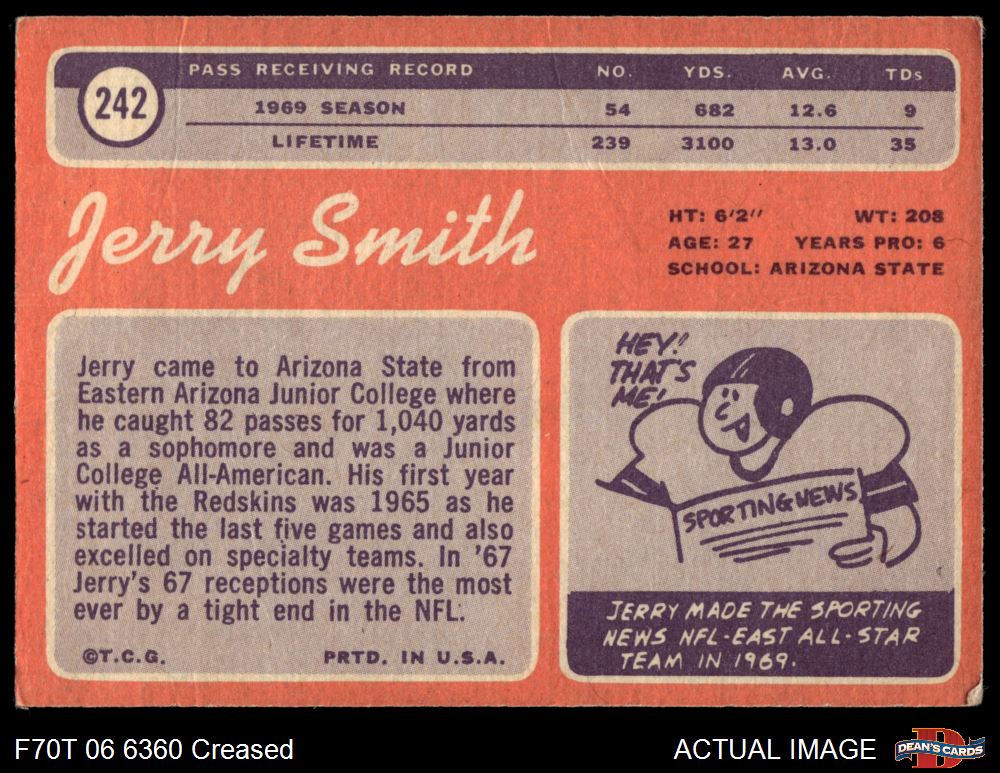 242
PASS RECEIVING RECORD NO. YDS. AVG. TDs
1969 SEASON 54 682 12.6 9
LIFETIME 239 3100 13.0 35
Jerry Smith
HT: 6'2" WT: 208
AGE: 27 YEARS PRO: 6
SCHOOL: ARIZONA STATE
Jerry came to Arizona State from
Eastern Arizona Junior College where
he caught 82 passes for 1,040 yards
as a sophomore and was a Junior
College All-American. His first year
with the Redskins was 1965 as he
started the last five games and also
excelled on specialty teams. In '67
Jerry's 67 receptions were the most
ever by a tight end in the NFL.
©T.C.G. PRTD. IN U.S.A.
HEY!
THAT'S
ME!
SPORTING NEWS
JERRY MADE THE SPORTING
NEWS NFL-EAST ALL-STAR
TEAM IN 1969.
F70T 06 6360 Creased
ACTUAL IMAGE
D
DEAN'S CARDS